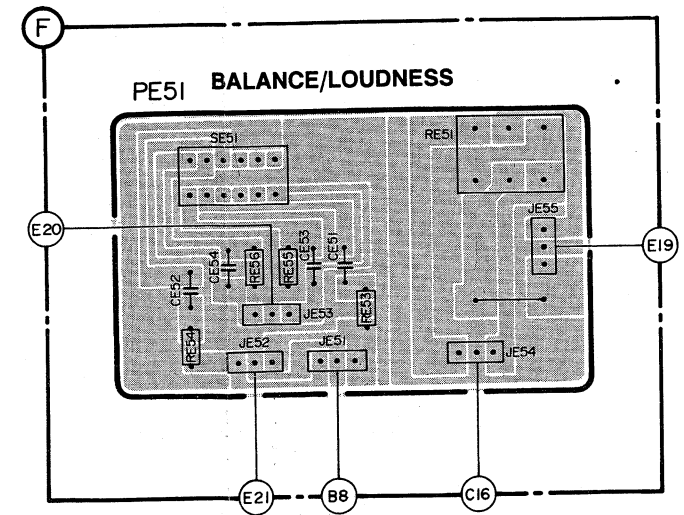 F
PE51 BALANCE/LOUDNESS
SE51
RE51
JE55
E20
E19
CE52
CE54
RE56
RE55
CE53
CE51
RE53
JE53
RE54
JE52
JE51
JE54
E21
B8
C16